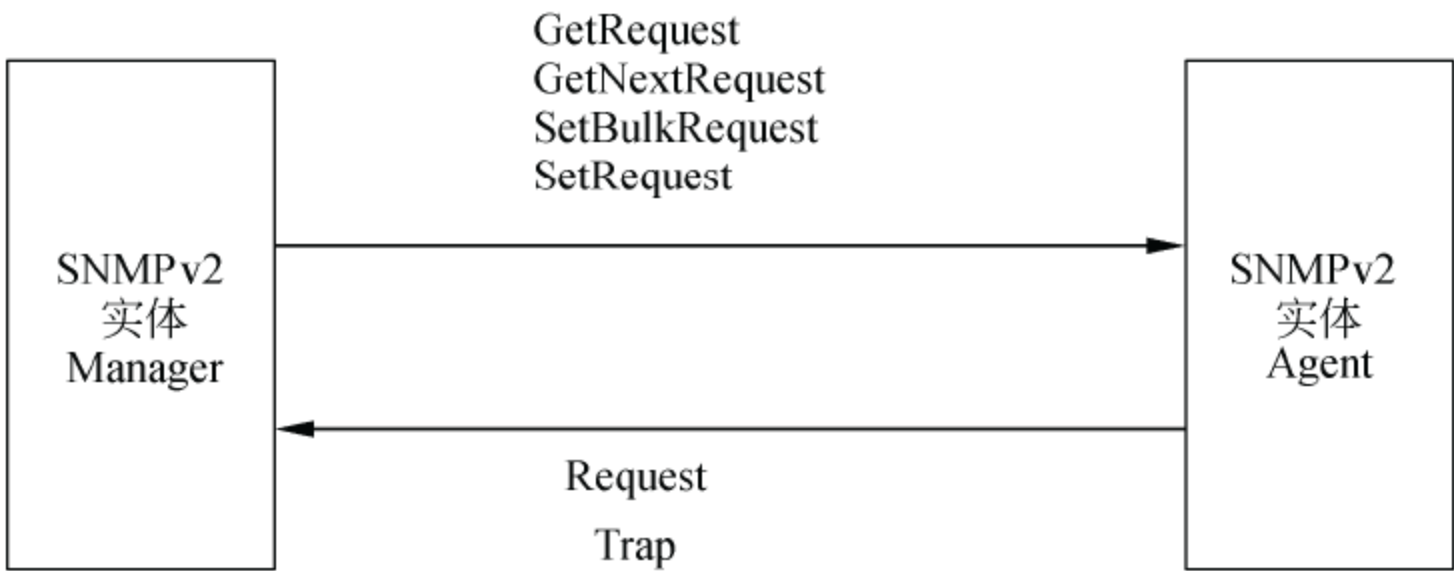 GetRequest
GetNextRequest
SetBulkRequest
SetRequest
SNMPv2
实体
Manager
SNMPv2
实体
Agent
Request
Trap